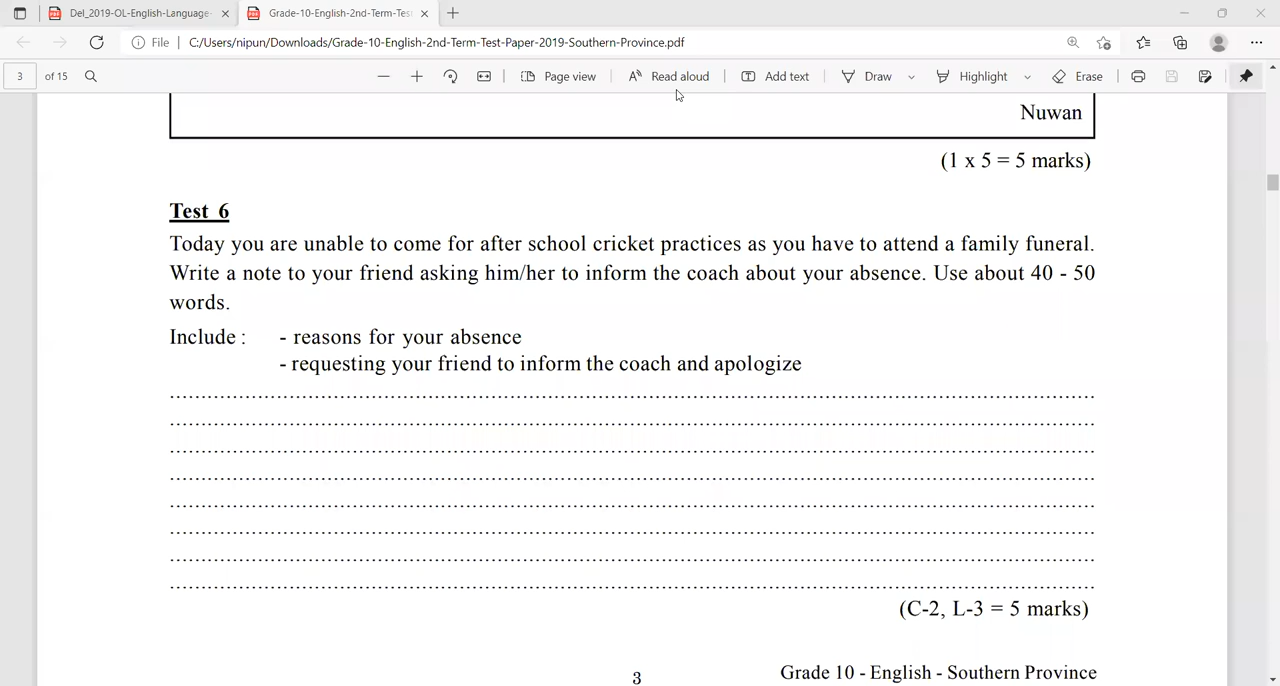 Del_2019-OL-English-Language-
Grade-10-English-2nd-Term-Test
File
C:/Users/nipun/Downloads/Grade-10-English-2nd-Term-Test-Paper-2019-Southern-Province.pdf
3 of 15
Page view
Read aloud
Add text
Draw
Highlight
Erase
Nuwan
(1 x 5 = 5 marks)
Test 6
Today you are unable to come for after school cricket practices as you have to attend a family funeral.
Write a note to your friend asking him/her to inform the coach about your absence. Use about 40 - 50
words.
Include : - reasons for your absence
- requesting your friend to inform the coach and apologize
(C-2, L-3 = 5 marks)
3
Grade 10 - English - Southern Province